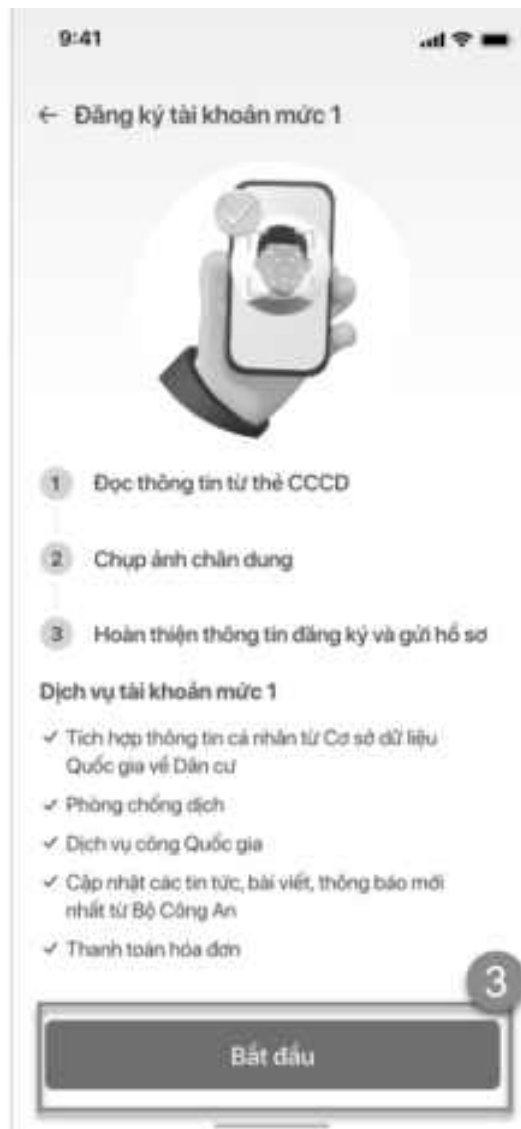 9:41
← Đăng ký tài khoản mức 1
1 Đọc thông tin từ thẻ CCCD
2 Chụp ảnh chân dung
3 Hoàn thiện thông tin đăng ký và gửi hồ sơ
Dịch vụ tài khoản mức 1
✓ Tích hợp thông tin cá nhân từ Cơ sở dữ liệu
Quốc gia về Dân cư
✓ Phòng chống dịch
✓ Dịch vụ công Quốc gia
✓ Cập nhật các tin tức, bài viết, thông báo mới
nhất từ Bộ Công An
✓ Thanh toán hóa đơn
3
Bắt đầu